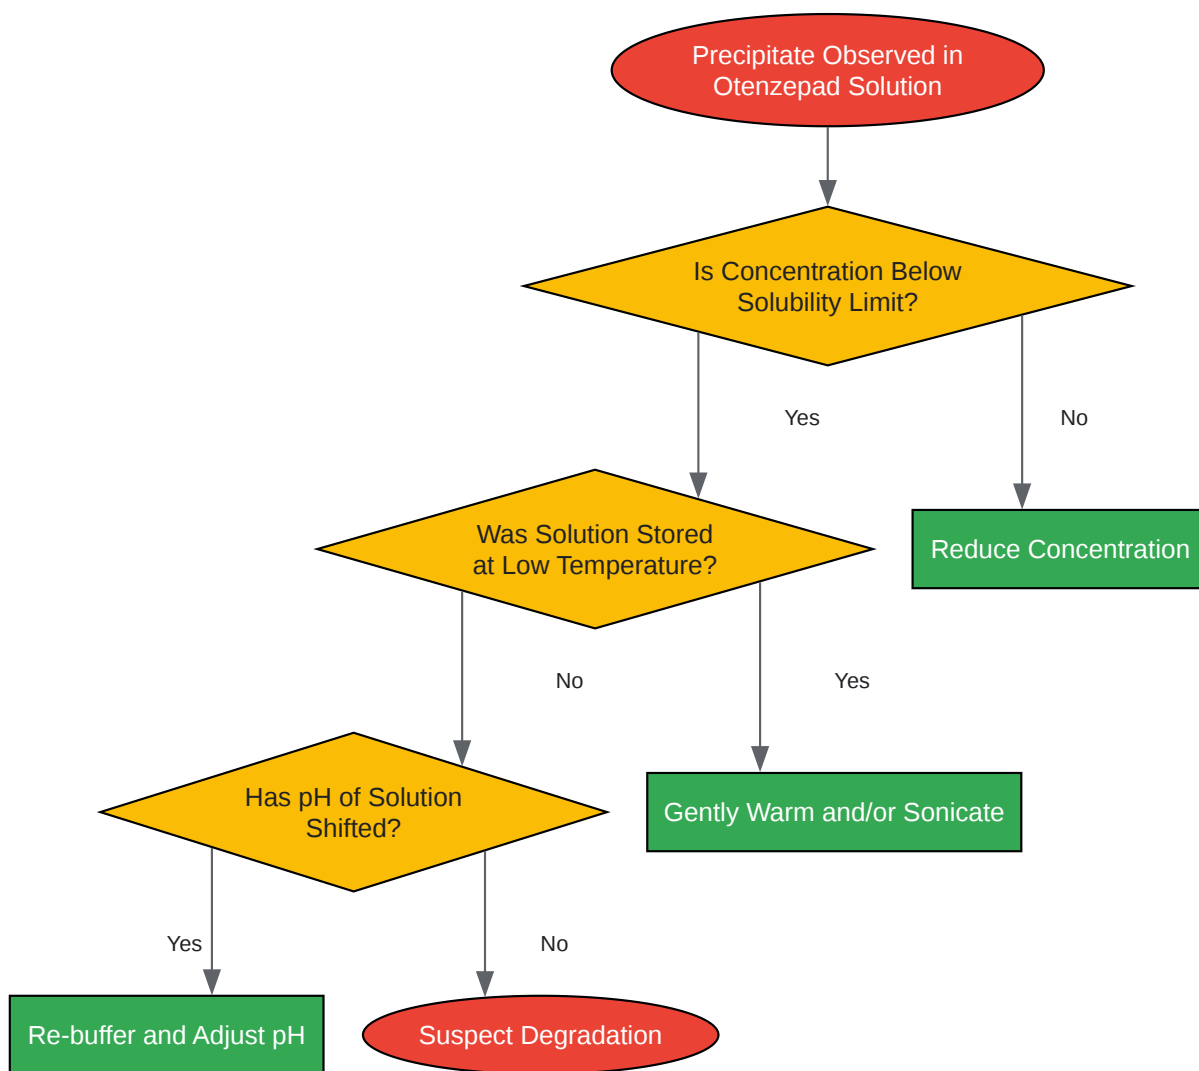 Precipitate Observed in
Otenzepad Solution
Is Concentration Below
Solubility Limit?
Yes
No
Was Solution Stored
at Low Temperature?
Reduce Concentration
No
Yes
Has pH of Solution
Shifted?
Gently Warm and/or Sonicate
Yes
No
Re-buffer and Adjust pH
Suspect Degradation